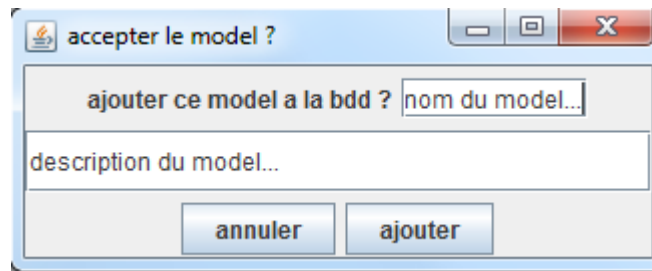 accepter le model ?
ajouter ce model a la bdd ? nom du model...
description du model...
annuler ajouter